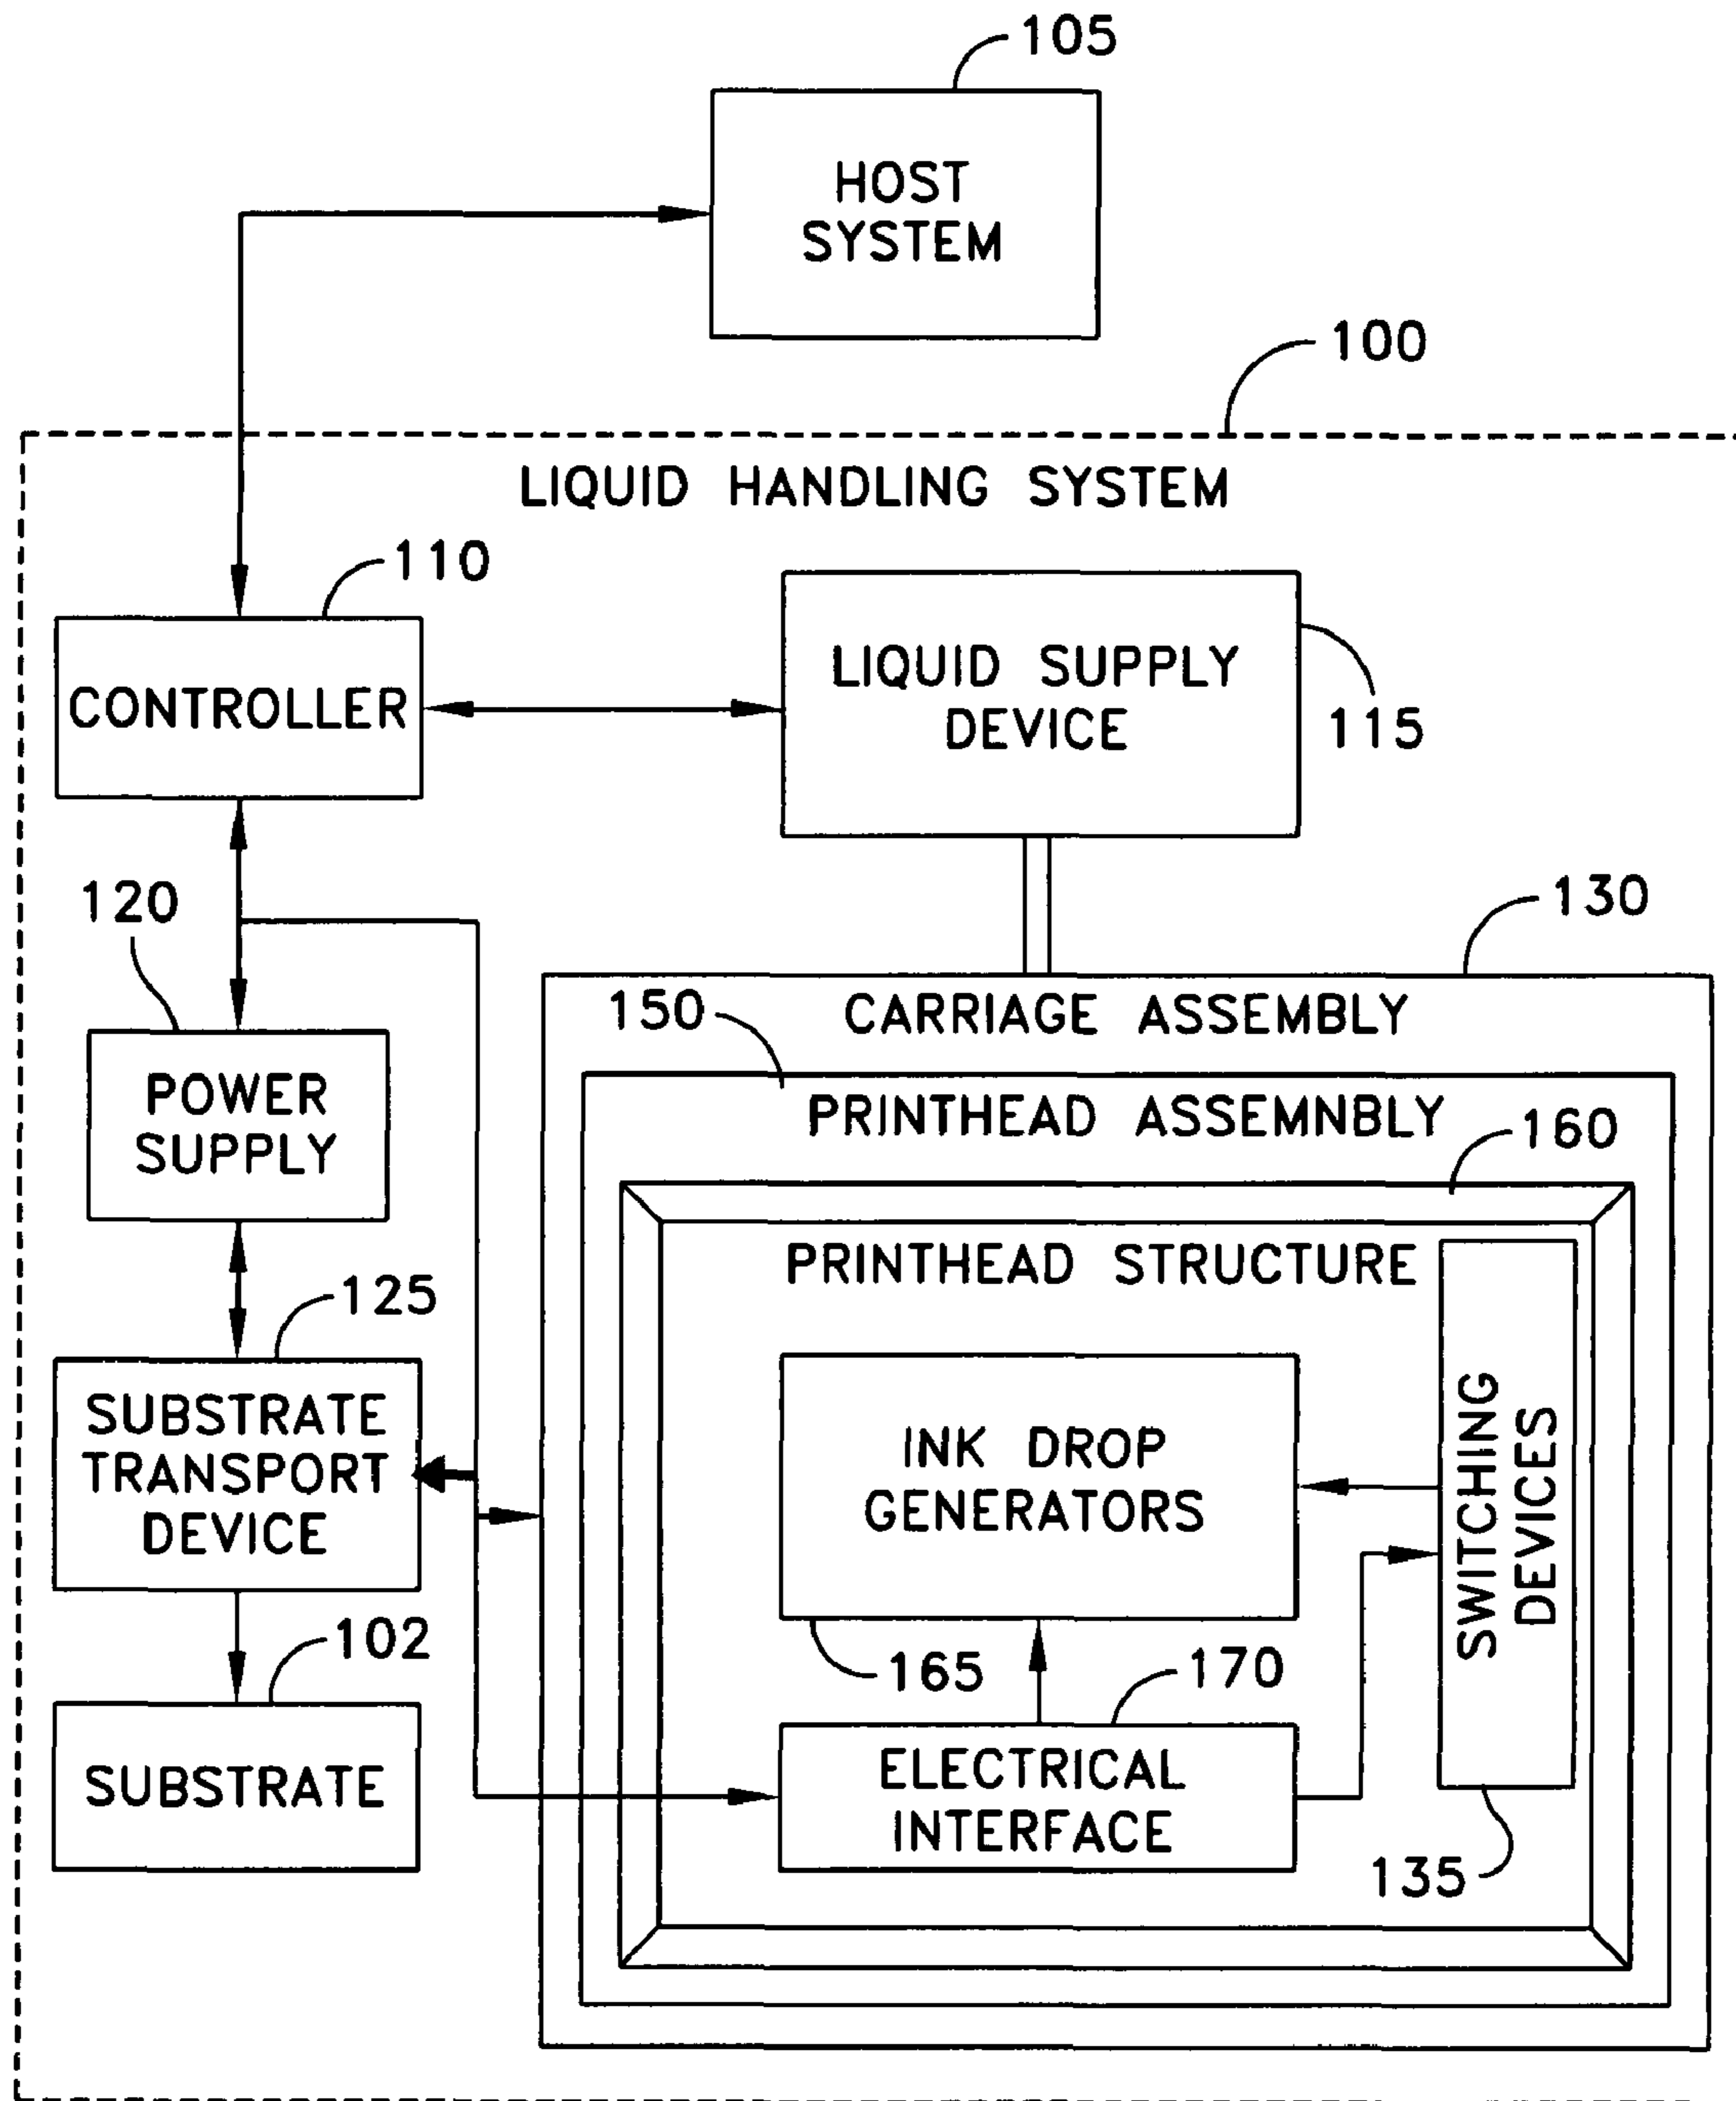 105
HOST
SYSTEM
100
LIQUID HANDLING SYSTEM
110
CONTROLLER
LIQUID SUPPLY
DEVICE
115
120
130
150
CARRIAGE ASSEMBLY
POWER
SUPPLY
PRINTHEAD ASSEMNBLY
160
PRINTHEAD STRUCTURE
125
SUBSTRATE
TRANSPORT
DEVICE
INK DROP
GENERATORS
SWITCHING
DEVICES
102
165
170
SUBSTRATE
ELECTRICAL
INTERFACE
135